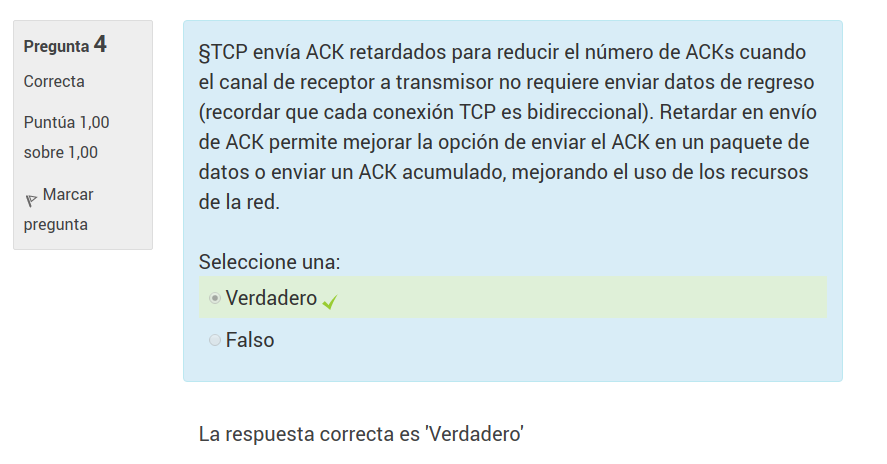 Pregunta 4
Correcta
Puntúa 1,00
sobre 1,00
Marcar
pregunta
§TCP envía ACK retardados para reducir el número de ACKs cuando
el canal de receptor a transmisor no requiere enviar datos de regreso
(recordar que cada conexión TCP es bidireccional). Retardar en envío
de ACK permite mejorar la opción de enviar el ACK en un paquete de
datos o enviar un ACK acumulado, mejorando el uso de los recursos
de la red.
Seleccione una:
Verdadero
Falso
La respuesta correcta es 'Verdadero'